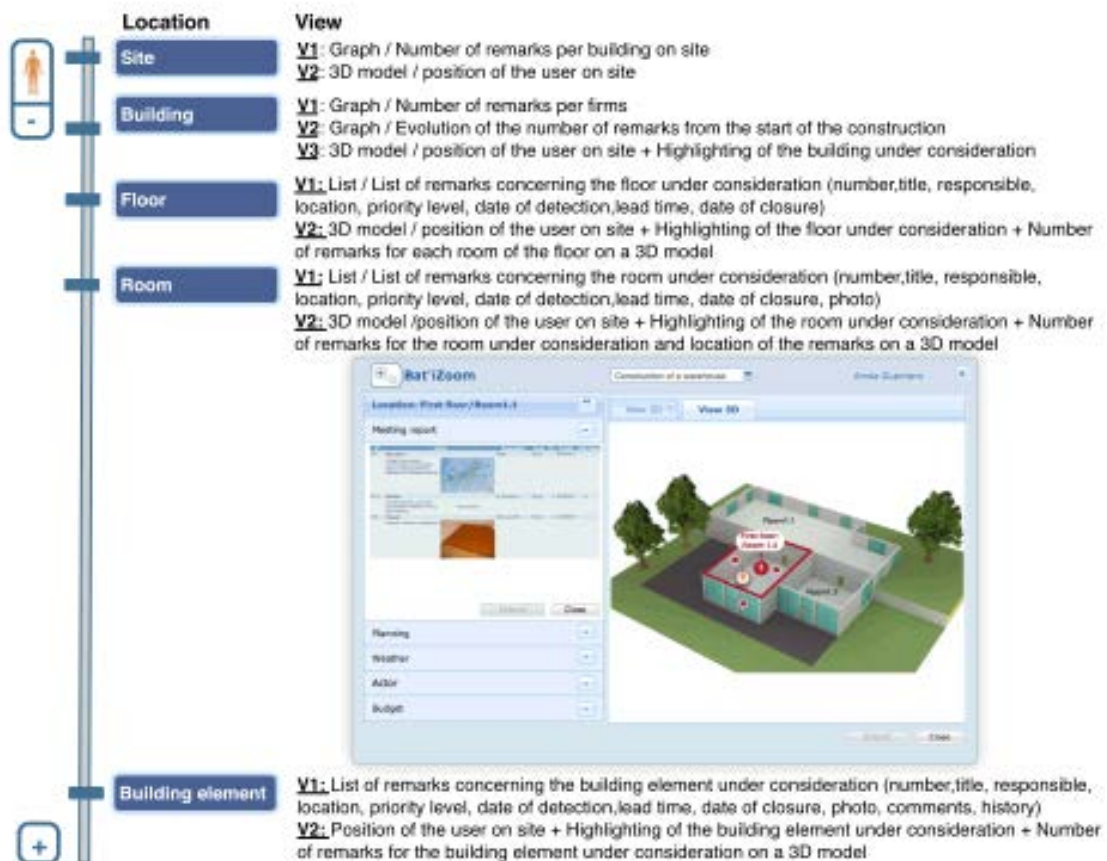 Location View
Site
V1: Graph / Number of remarks per building on site
V2: 3D model / position of the user on site
-
Building
V1: Graph / Number of remarks per firms
V2: Graph / Evolution of the number of remarks from the start of the construction
V3: 3D model / position of the user on site + Highlighting of the building under consideration
Floor
V1: List / List of remarks concerning the floor under consideration (number,title, responsible,
location, priority level, date of detection,lead time, date of closure)
V2: 3D model / position of the user on site + Highlighting of the floor under consideration + Number
of remarks for each room of the floor on a 3D model
Room
V1: List / List of remarks concerning the room under consideration (number,title, responsible,
location, priority level, date of detection,lead time, date of closure, photo)
V2: 3D model /position of the user on site + Highlighting of the room under consideration + Number
of remarks for the room under consideration and location of the remarks on a 3D model
Bat'iZoom
Construction of a warehouse
Location: First floor/Room1.1
View 3D
Meeting report
Close
Planning
Weather
Actor
Budget
Close
Building element
V1: List of remarks concerning the building element under consideration (number,title, responsible,
location, priority level, date of detection,lead time, date of closure, photo, comments, history)
V2: Position of the user on site + Highlighting of the building element under consideration + Number
of remarks for the building element under consideration on a 3D model
+